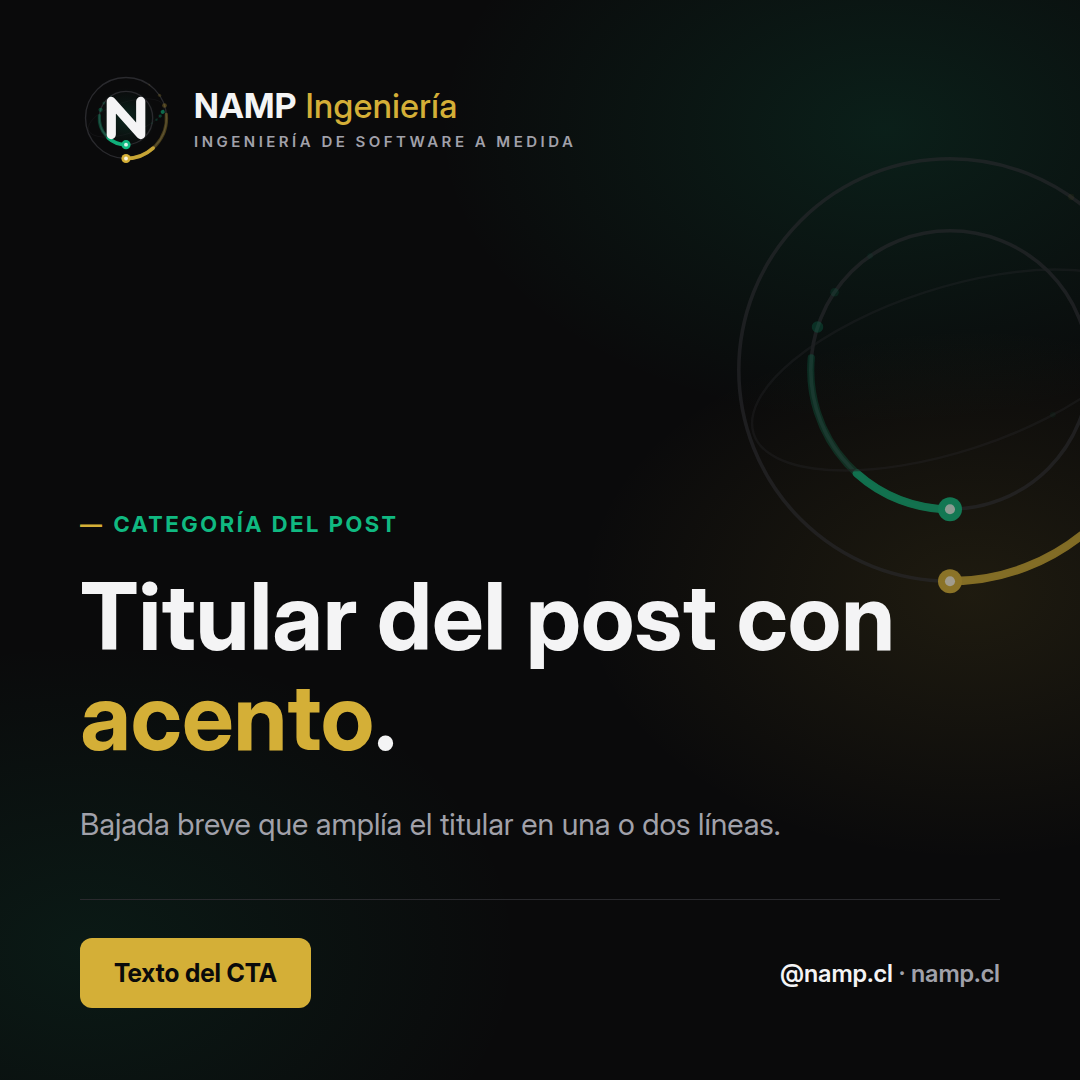 N
NAMP Ingeniería
INGENIERÍA DE SOFTWARE A MEDIDA
— CATEGORÍA DEL POST
Titular del post con
acento.
Bajada breve que amplía el titular en una o dos líneas.
Texto del CTA
@namp.cl · namp.cl